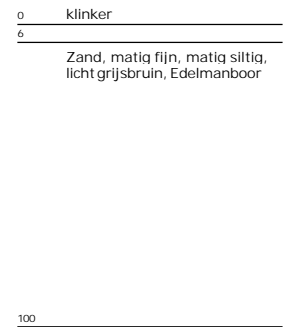 0 klinker
6
Zand, matig fijn, matig siltig,
licht grijsbruin, Edelmanboor
100